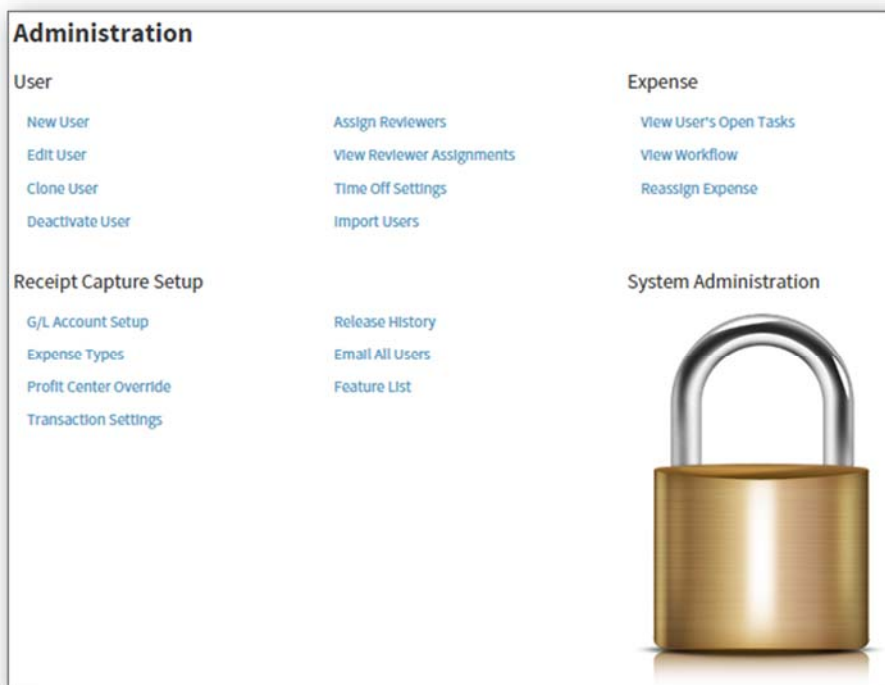 Administration
User
New User
Edit User
Clone User
Deactivate User
Assign Reviewers
View Reviewer Assignments
Time Off Settings
Import Users
Expense
View User's Open Tasks
View Workflow
Reassign Expense
Receipt Capture Setup
G/L Account Setup
Expense Types
Profit Center Override
Transaction Settings
Release History
Email All Users
Feature List
System Administration